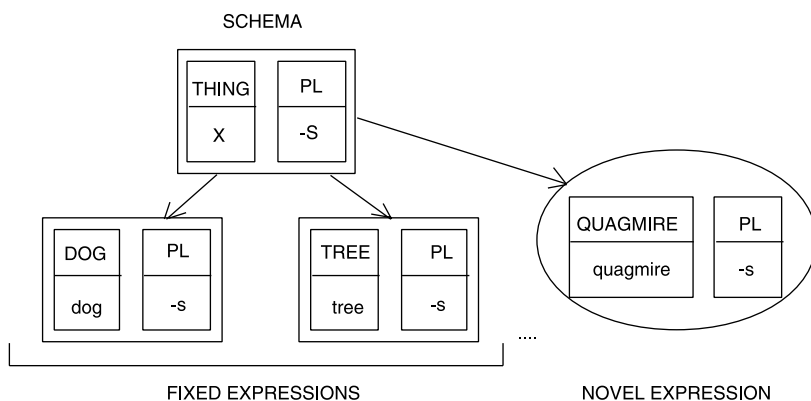 SCHEMA
THING PL
X -S
DOG PL
dog -s
TREE PL
tree -s
QUAGMIRE PL
quagmire -s
....
FIXED EXPRESSIONS
NOVEL EXPRESSION